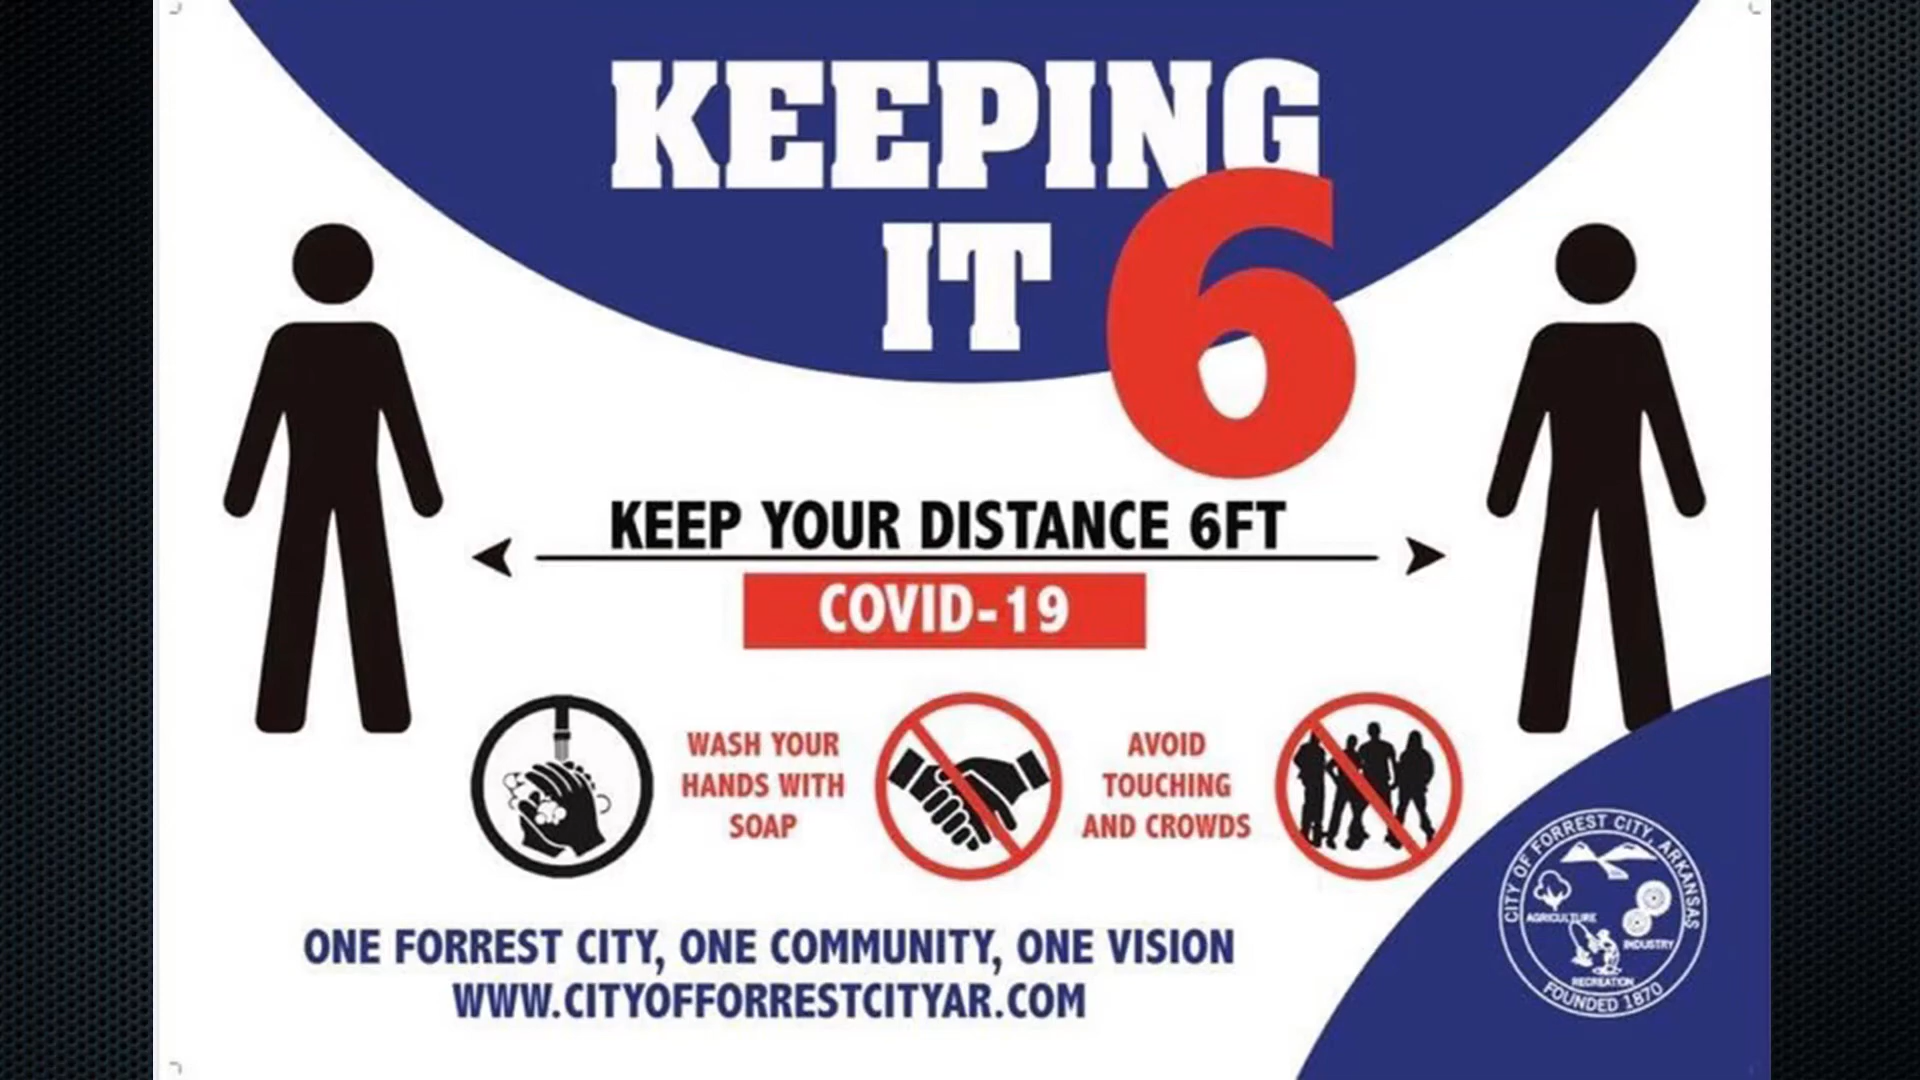 KEEPING
IT 6
KEEP YOUR DISTANCE 6FT
COVID-19
WASH YOUR
HANDS WITH
SOAP
AVOID
TOUCHING
AND CROWDS
ONE FORREST CITY, ONE COMMUNITY, ONE VISION
WWW.CITYOFFORRESTCITYAR.COM
CITY OF FORREST CITY, ARKANSAS
AGRICULTURE
INDUSTRY
RECREATION
FOUNDED 1870